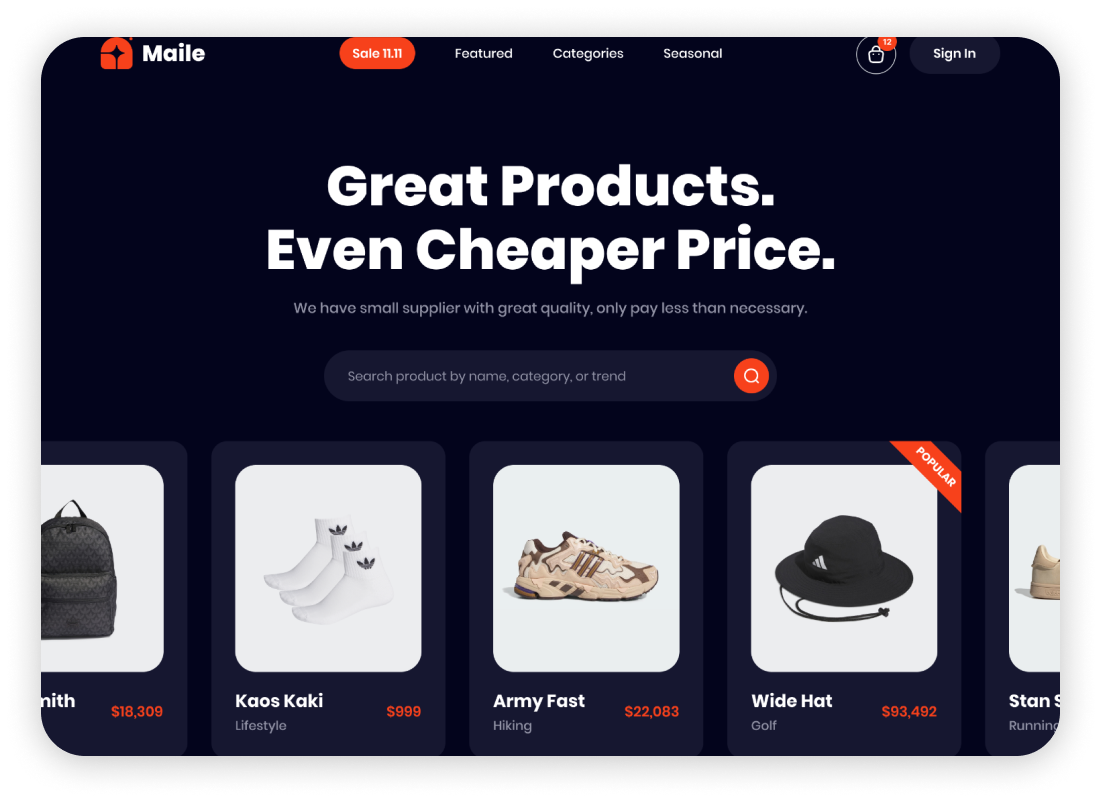 Maile
Sale 11.11
Featured
Categories
Seasonal
12
Sign In
Great Products.
Even Cheaper Price.
We have small supplier with great quality, only pay less than necessary.
Search product by name, category, or trend
POPULAR
mith
$18,309
Kaos Kaki
$999
Lifestyle
Army Fast
$22,083
Hiking
Wide Hat
$93,492
Golf
Stan S
Running